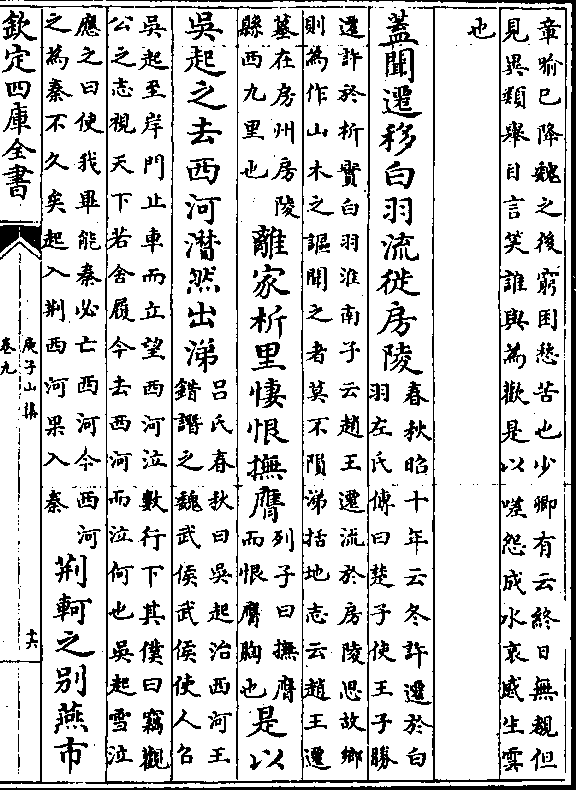 章喻已降魏之後窮困愁苦也少卿有云終日無親但
見異類舉目言笑誰與為歡是以嗟怨成水哀感生雲
也
蓋聞遷移白羽流徙房陵春秋昭十年云冬許遷於白
羽左氏傳曰楚子使王子勝
遷許於析實白羽淮南子云趙王遷流於房陵思故鄉
則為作山木之謳聞之者莫不隕涕括地志云趙王遷
墓在房州房陵
縣西九里也離家析里悽恨撫膺列子曰撫膺
而恨膺胸也是以
吳起之去西河潸然出涕吕氏春秋曰吳起治西河王
錯譖之魏武侯武侯使人召
吳起至岸門止車而立望西河泣數行下其僕曰竊觀
公之志視天下若舍履今去西河而泣何也吳起雪泣
應之曰使我畢能秦必亡西河今西河
之為秦不久矣起入荆西河果入秦荆軻之別燕市
欽定四庫全書
庾子山集
卷九
十六